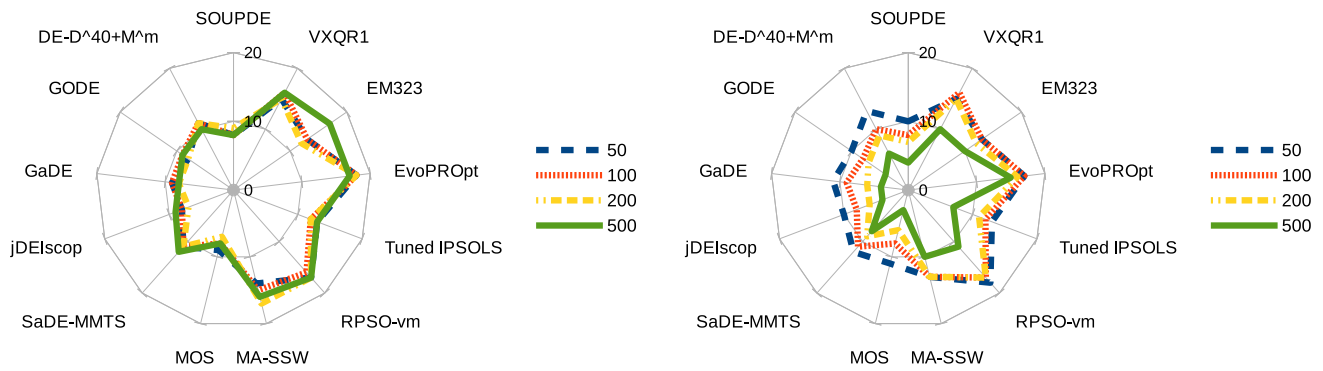 SOUPDE
DE-D^40+M^m
VXQR1
20
GODE
EM323
10
GaDE
EvoPROpt
0
jDEIscop
Tuned IPSOLS
SaDE-MMTS
RPSO-vm
MOS
MA-SSW
50
100
200
500
SOUPDE
DE-D^40+M^m
VXQR1
20
GODE
EM323
10
GaDE
EvoPROpt
0
jDEIscop
Tuned IPSOLS
SaDE-MMTS
RPSO-vm
MOS
MA-SSW
50
100
200
500